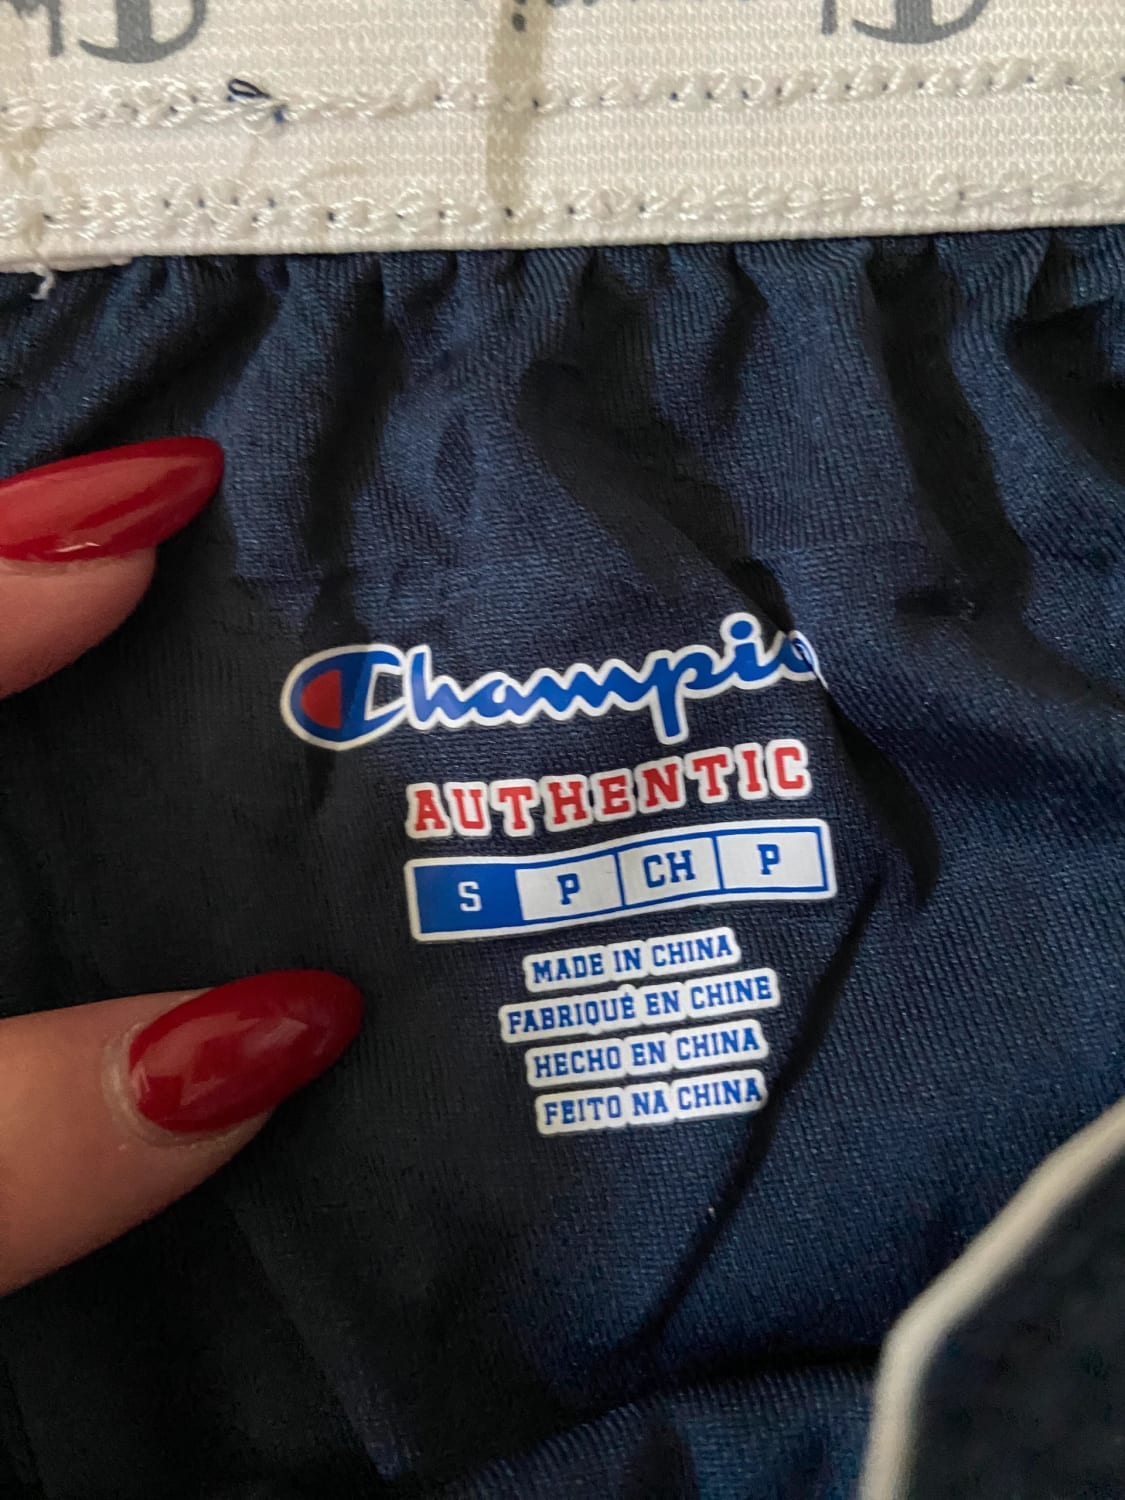 Champio
AUTHENTIC
S P CH P
MADE IN CHINA
FABRIQUÉ EN CHINE
HECHO EN CHINA
FEITO NA CHINA